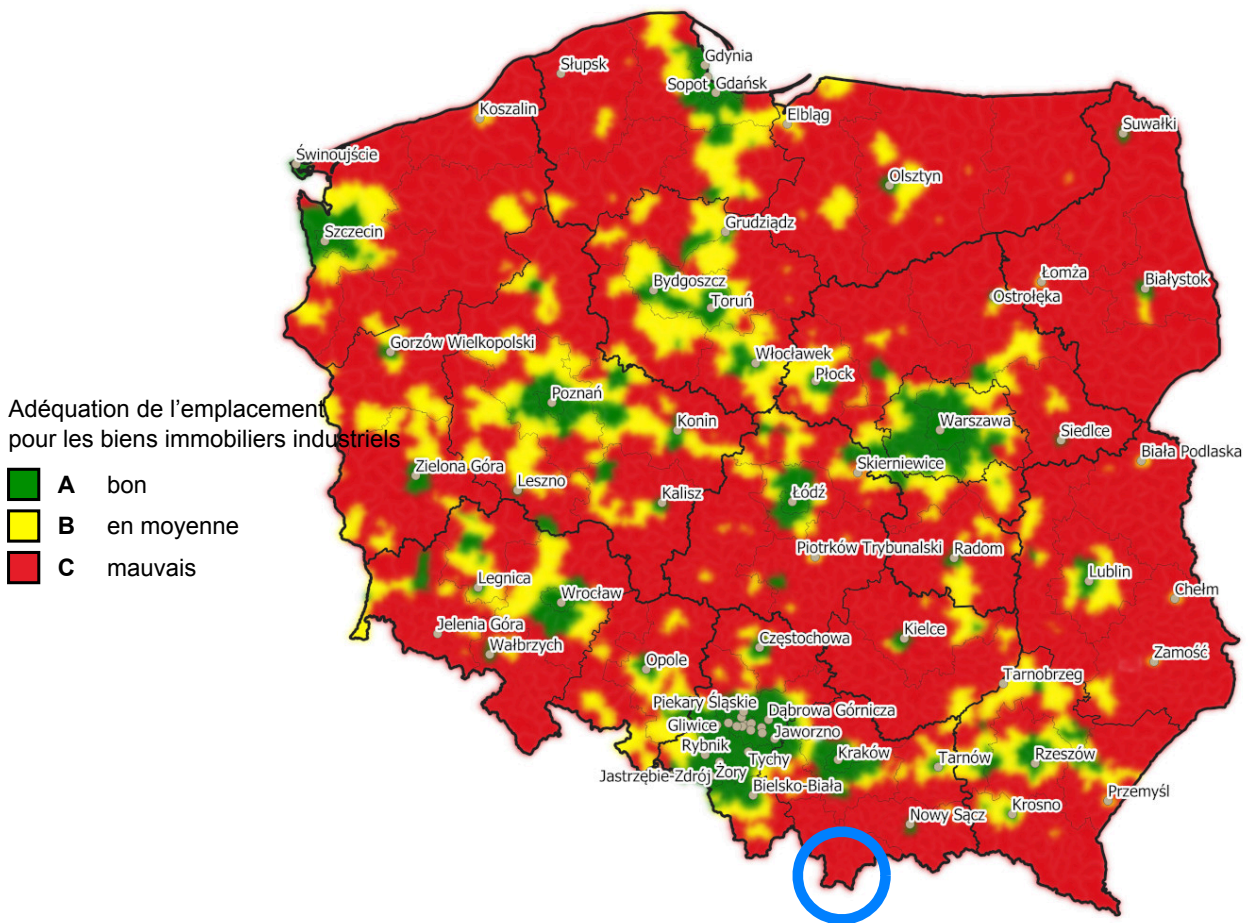 Gdynia
Słupsk
Sopot
Gdańsk
Koszalin
Elbląg
Suwałki
Świnoujście
Olsztyn
Grudziądz
Szczecin
Łomża
Białystok
Bydgoszcz
Ostrołęka
Toruń
Gorzów Wielkopolski
Włocławek
Płock
Adéquation de l’emplacement
pour les biens immobiliers industriels
Poznań
Konin
Warszawa
Siedlce
Biała Podlaska
Skierniewice
Zielona Góra
Leszno
Kalisz
Łódź
A bon
B en moyenne
C mauvais
Piotrków Trybunalski
Radom
Lublin
Legnica
Wrocław
Chełm
Jelenia Góra
Wałbrzych
Częstochowa
Kielce
Opole
Zamość
Tarnobrzeg
Piekary Śląskie
Dąbrowa Górnicza
Gliwice
Jaworzno
Rybnik
Tychy
Kraków
Tarnów
Rzeszów
Jastrzębie-Zdrój
Żory
Bielsko-Biała
Przemyśl
Nowy Sącz
Krosno